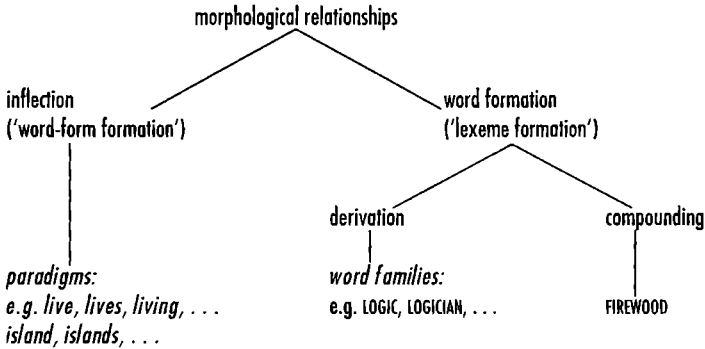 morphological relationships
inflection
('word-form formation')
word formation
('lexeme formation')
derivation
compounding
paradigms:
e.g. live, lives, living, . . .
island, islands, . . .
word families:
e.g. LOGIC, LOGICIAN, . . .
FIREWOOD